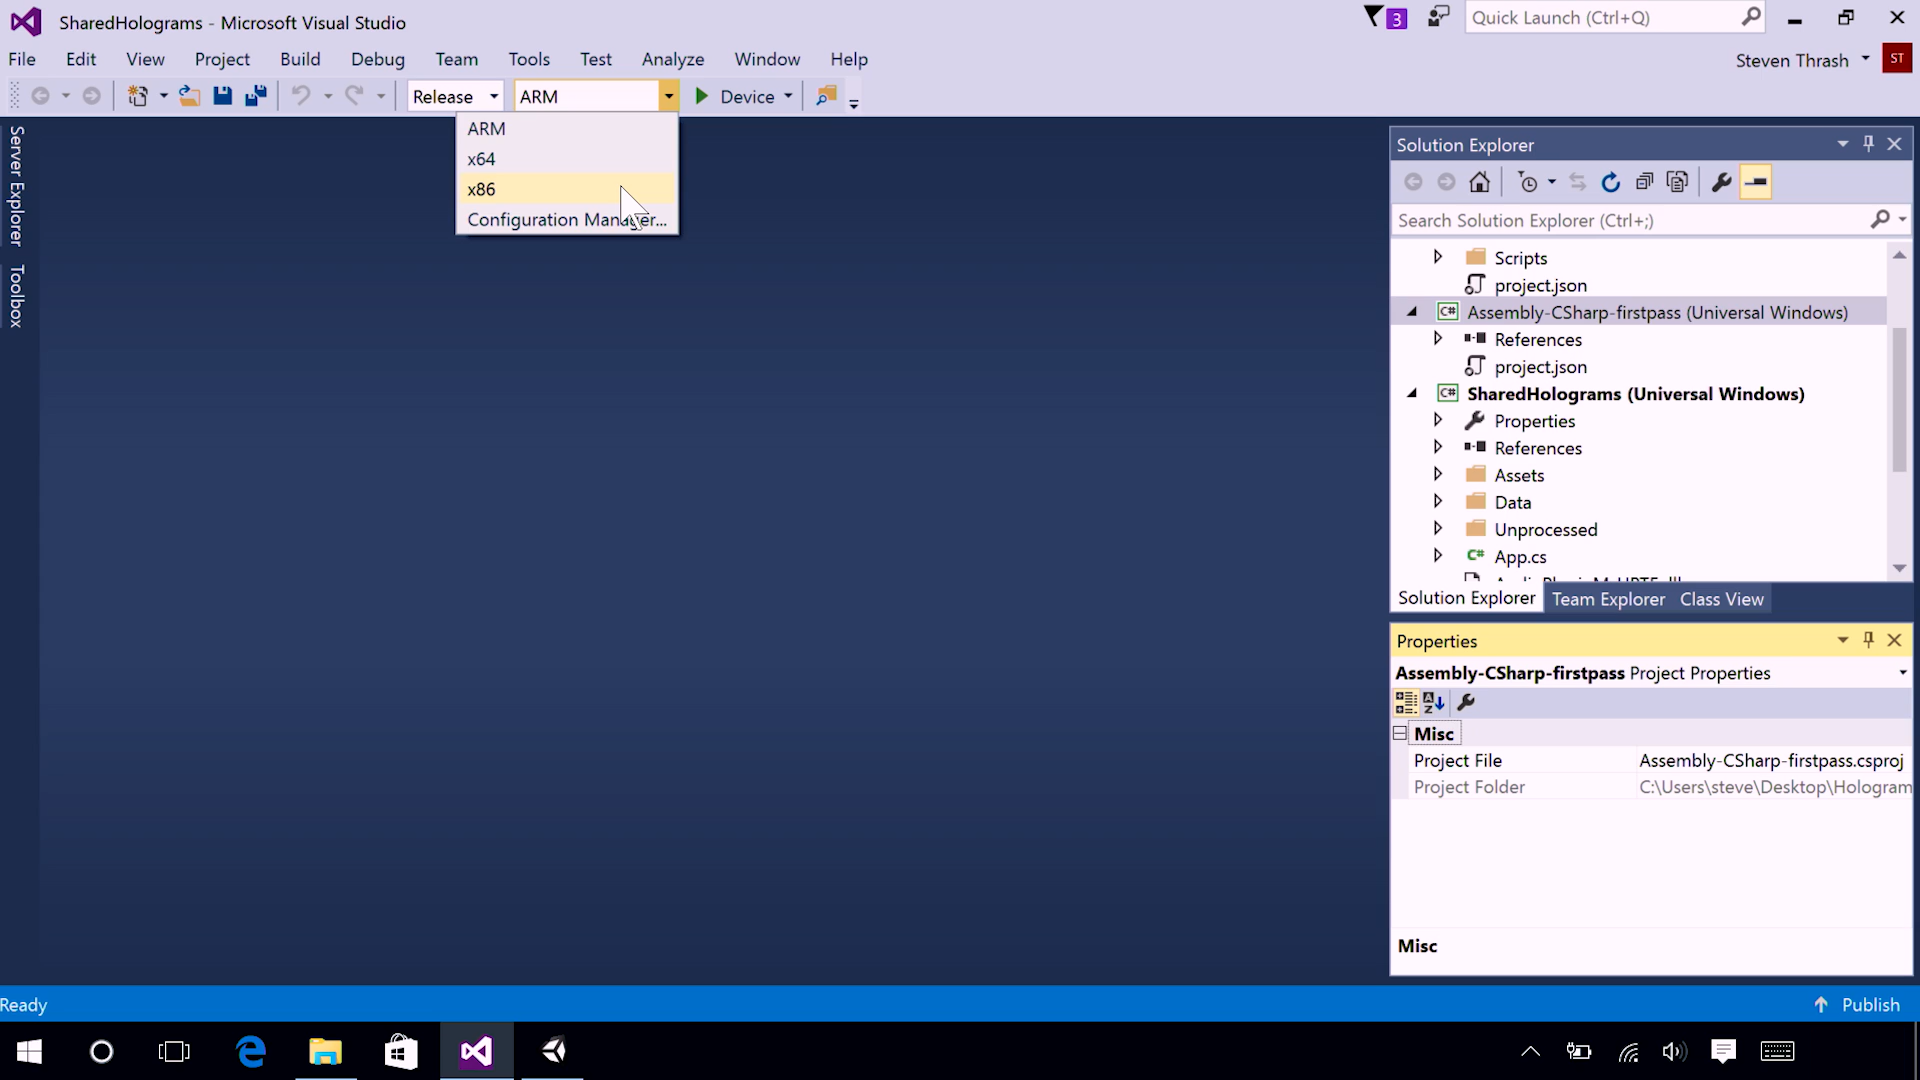 SharedHolograms - Microsoft Visual Studio
3
Quick Launch (Ctrl+Q)
File Edit View Project Build Debug Team Tools Test Analyze Window Help
Steven Thrash
ST
Release
ARM
Device
ARM
x64
x86
Configuration Manager...
Server Explorer
Toolbox
Solution Explorer
Search Solution Explorer (Ctrl+;)
Scripts
project.json
C# Assembly-CSharp-firstpass (Universal Windows)
References
project.json
C# SharedHolograms (Universal Windows)
Properties
References
Assets
Data
Unprocessed
C# App.cs
Solution Explorer Team Explorer Class View
Properties
Assembly-CSharp-firstpass Project Properties
Misc
Project File Assembly-CSharp-firstpass.csproj
Project Folder C:\Users\steve\Desktop\Hologram
Misc
Ready
Publish